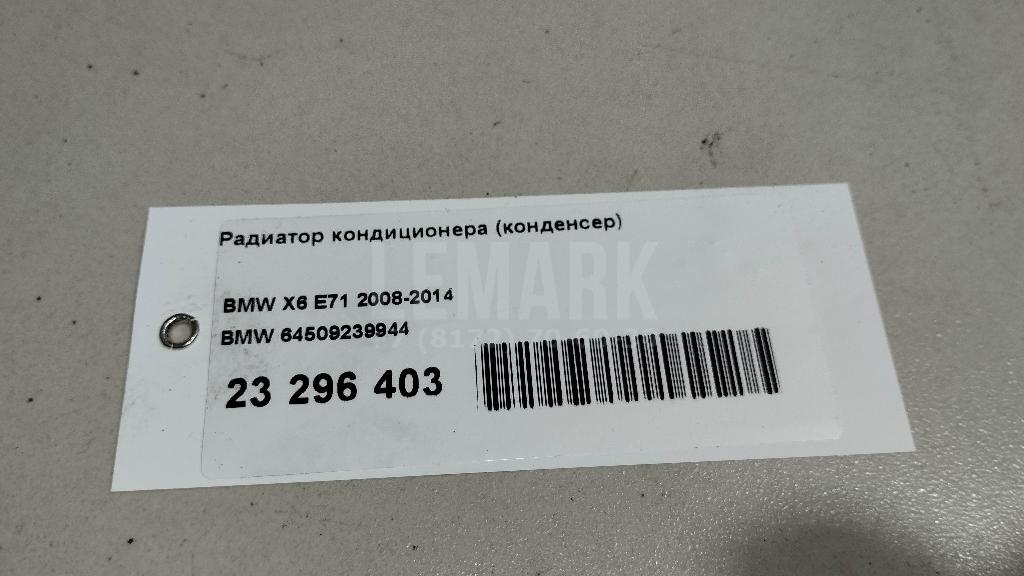 Радиатор кондиционера (конденсер)
LEMARK
BMW X6 E71 2008-2014
BMW 64509239944
23 296 403